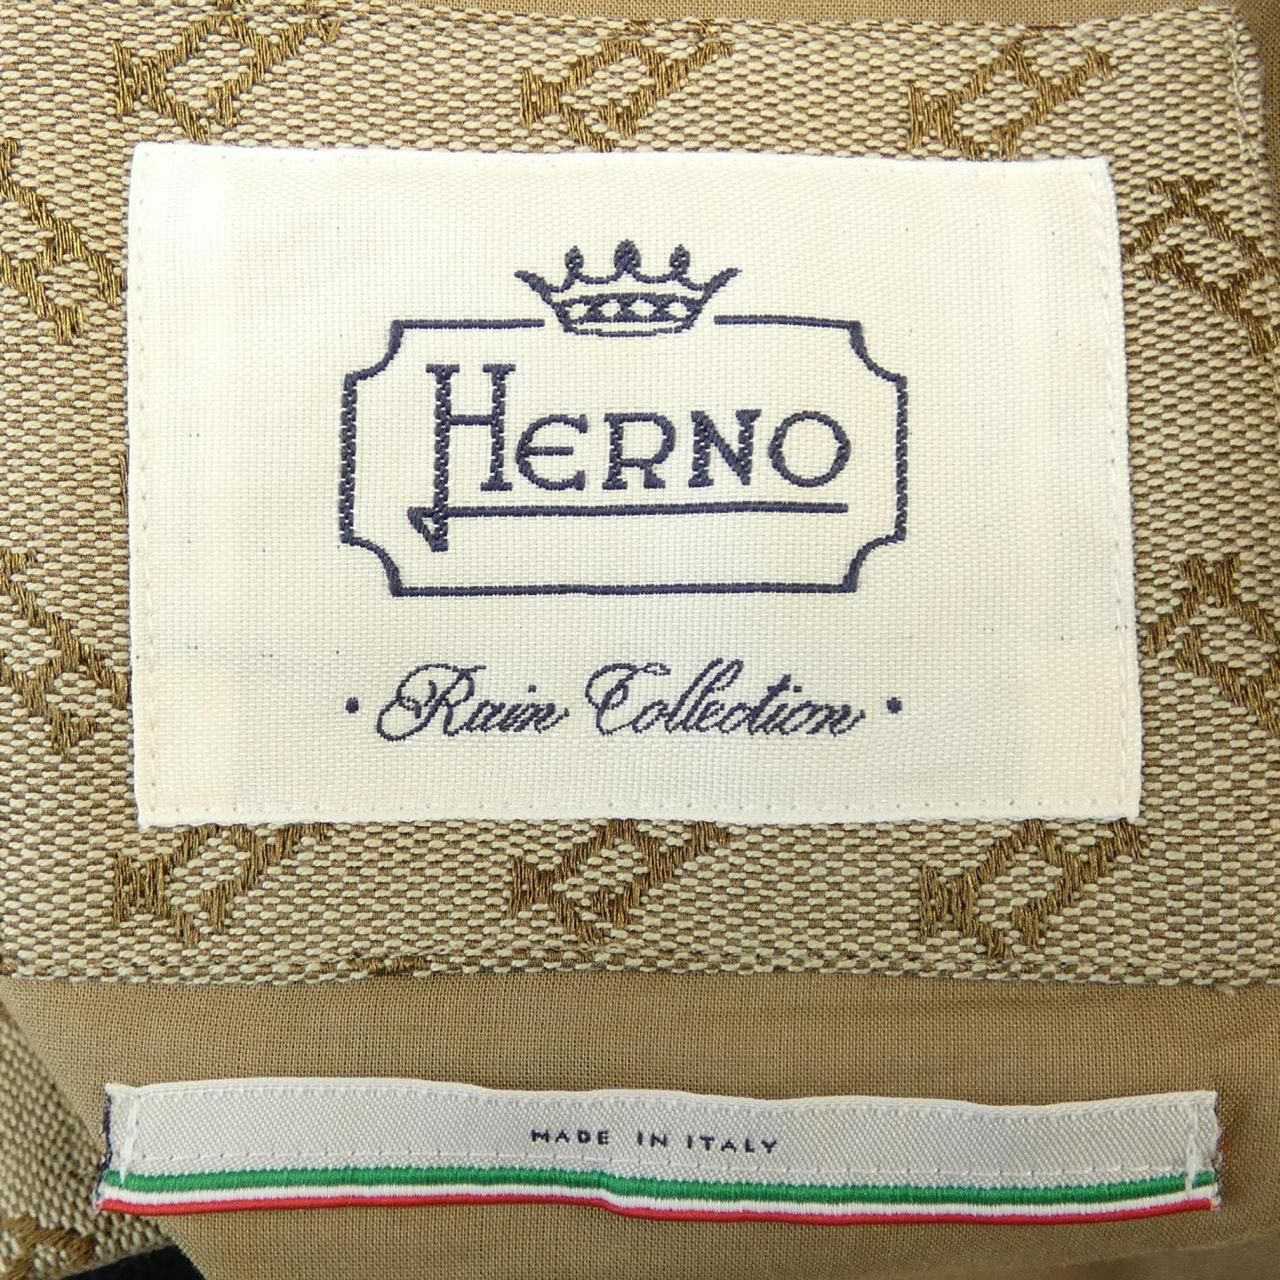 HERNO
· Rain Collection ·
MADE IN ITALY